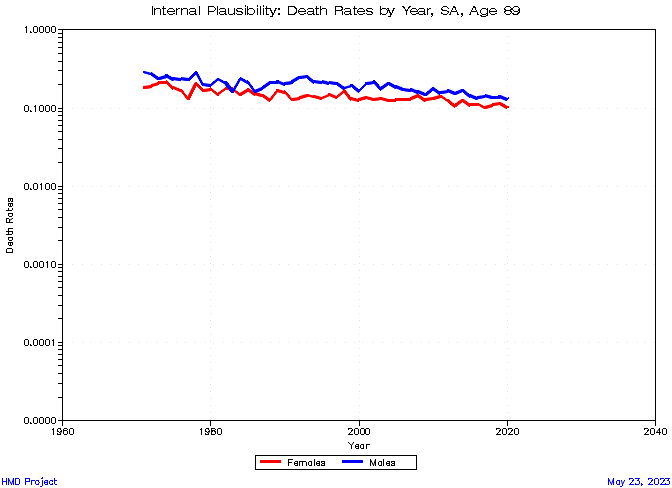 Internal Plausibility: Death Rates by Year, SA, Age 89
1.0000
0.1000
0.0100
0.0010
0.0001
0.0000
Death Rates
1960
1980
2000
2020
2040
Year
Females
Males
HMD Project
May 23, 2023